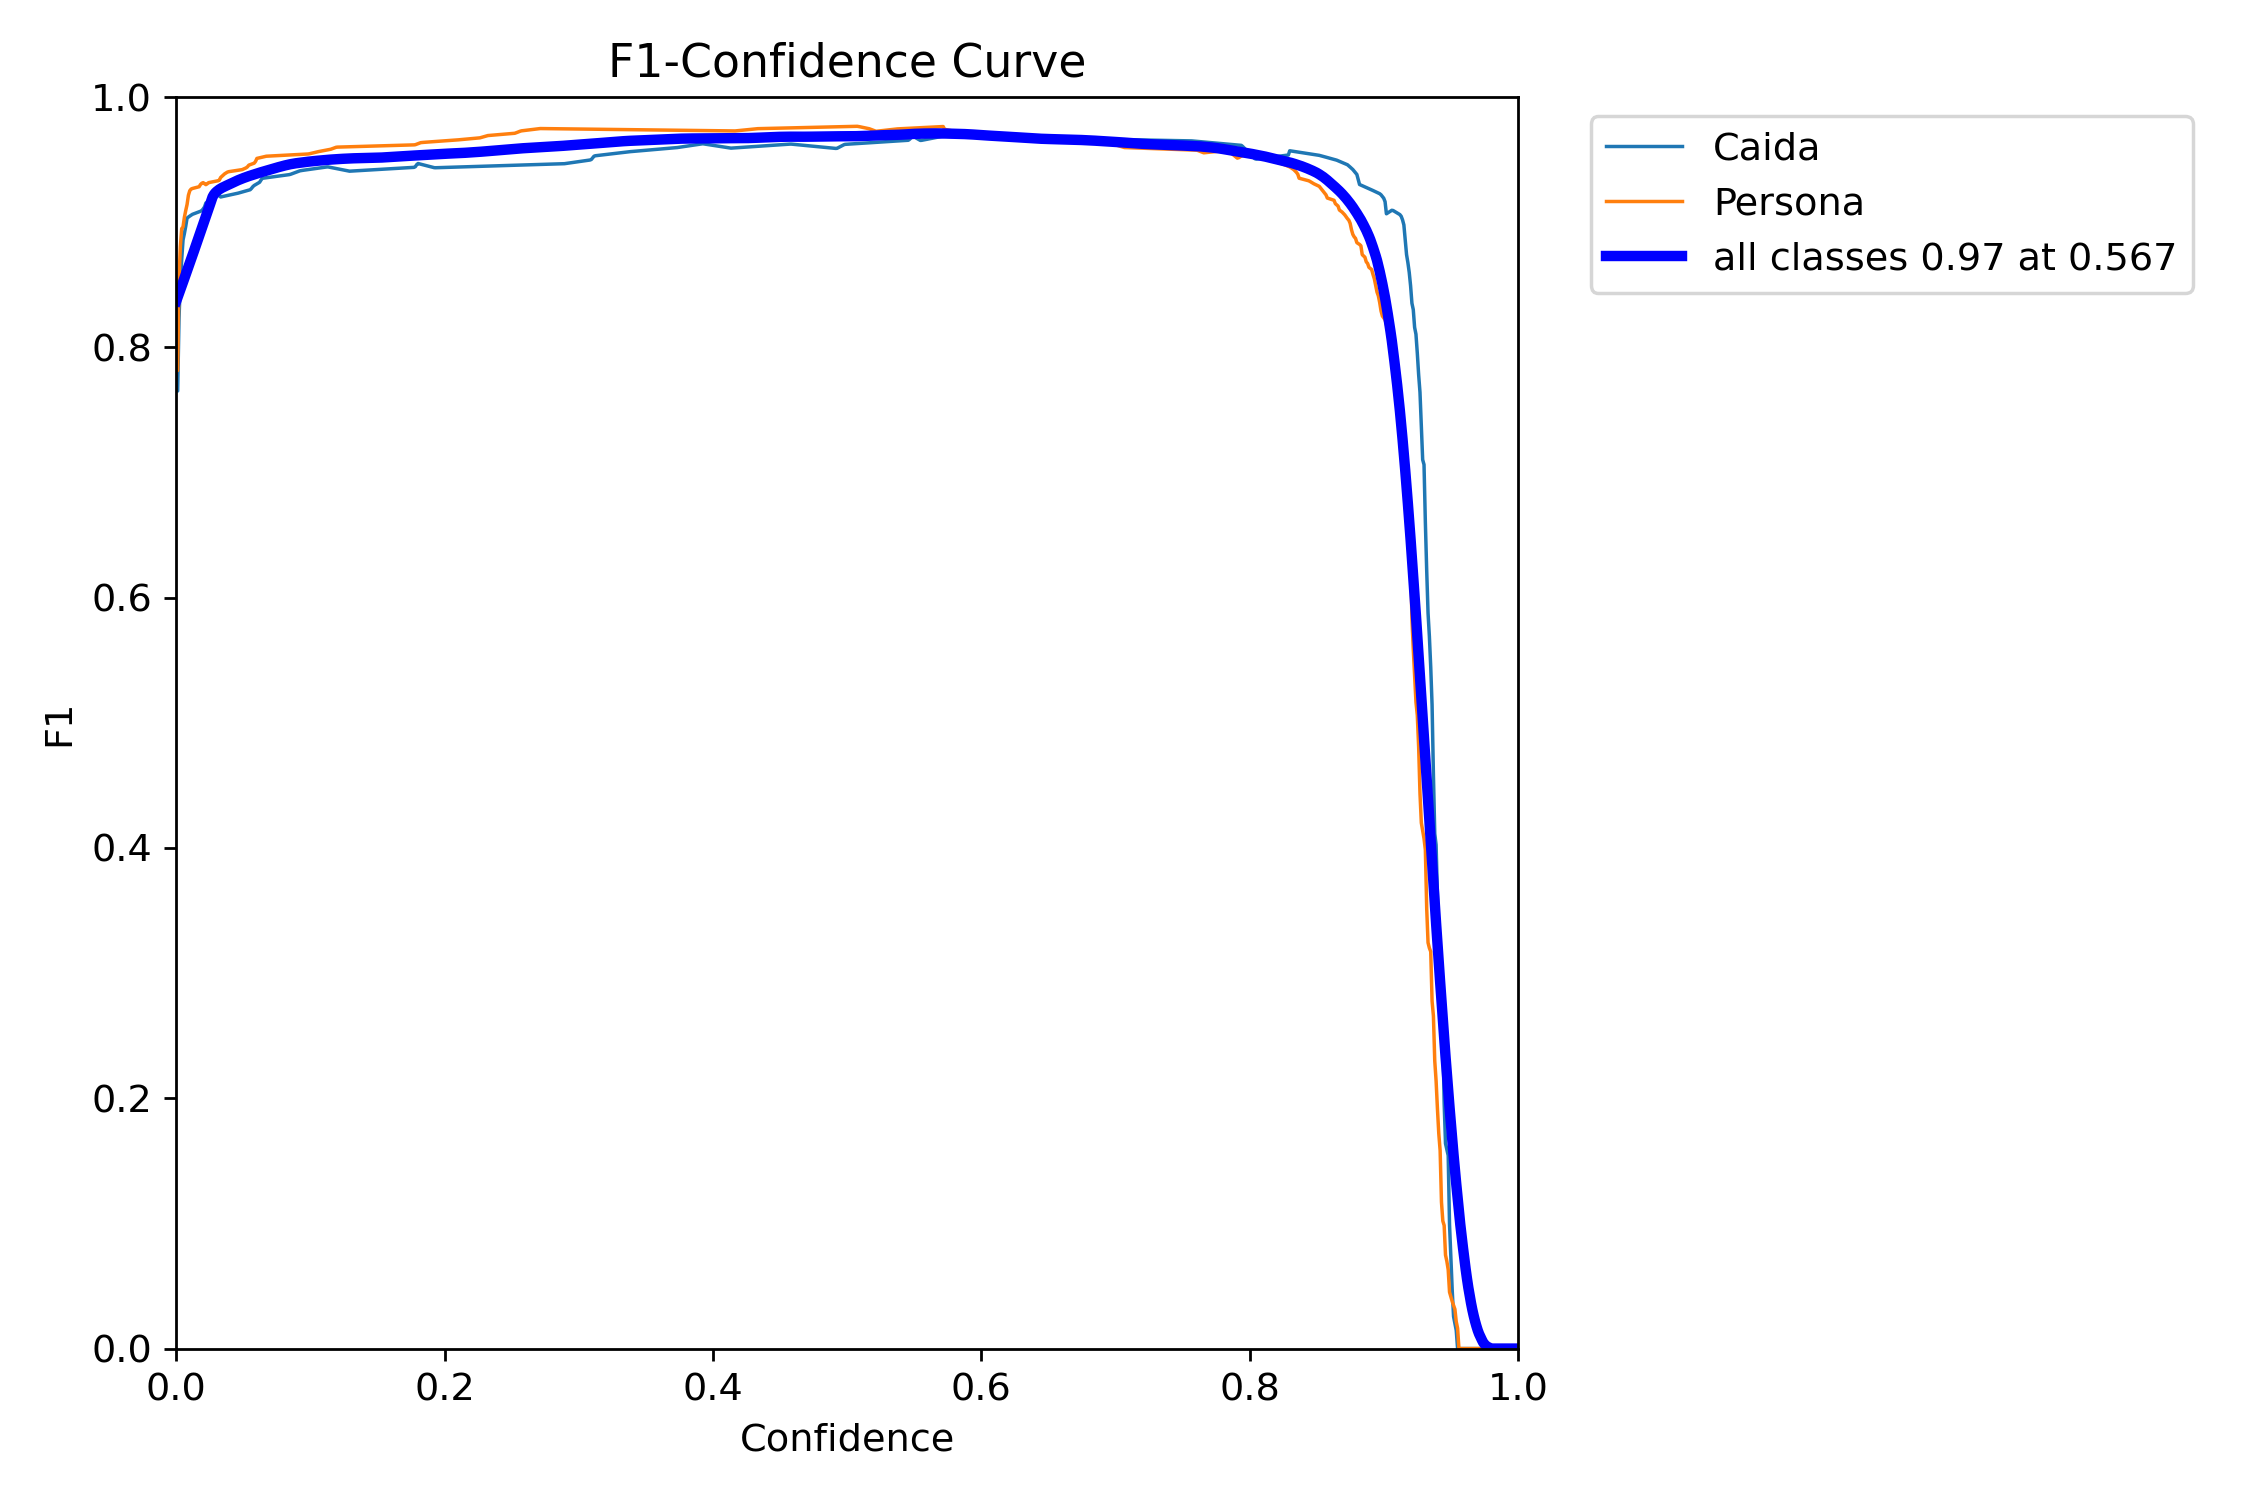 F1-Confidence Curve
1.0
0.8
0.6
0.4
0.2
0.0
F1
0.0 0.2 0.4 0.6 0.8 1.0
Confidence
Caida
Persona
all classes 0.97 at 0.567